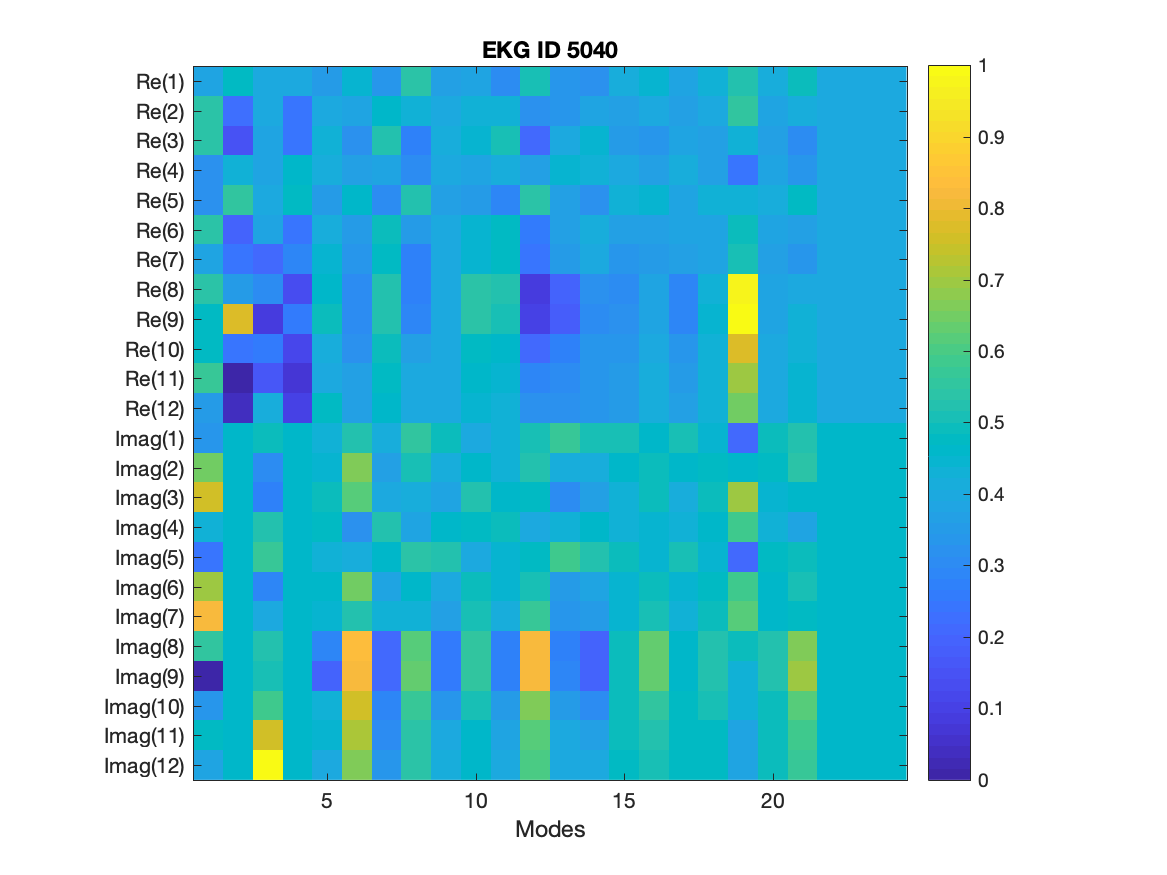 EKG ID 5040
Re(1)
Re(2)
Re(3)
Re(4)
Re(5)
Re(6)
Re(7)
Re(8)
Re(9)
Re(10)
Re(11)
Re(12)
Imag(1)
Imag(2)
Imag(3)
Imag(4)
Imag(5)
Imag(6)
Imag(7)
Imag(8)
Imag(9)
Imag(10)
Imag(11)
Imag(12)
5 10 15 20
Modes
1
0.9
0.8
0.7
0.6
0.5
0.4
0.3
0.2
0.1
0